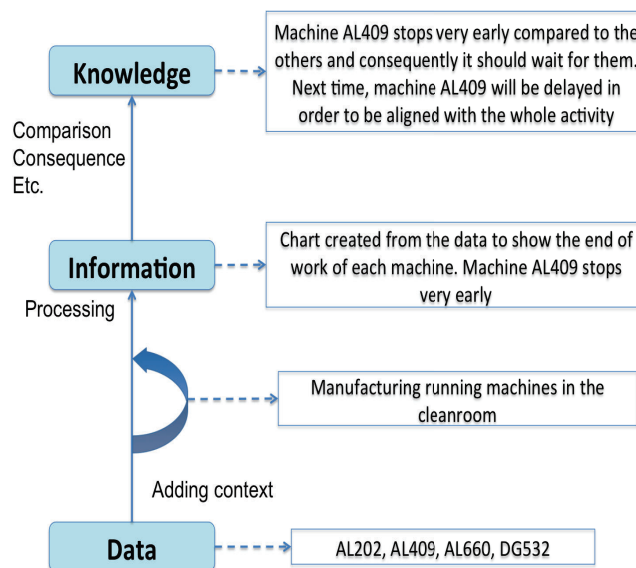 Knowledge
Machine AL409 stops very early compared to the
others and consequently it should wait for them.
Next time, machine AL409 will be delayed in
order to be aligned with the whole activity
Comparison
Consequence
Etc.
Information
Chart created from the data to show the end of
work of each machine. Machine AL409 stops
very early
Processing
Manufacturing running machines in the
cleanroom
Adding context
Data
AL202, AL409, AL660, DG532